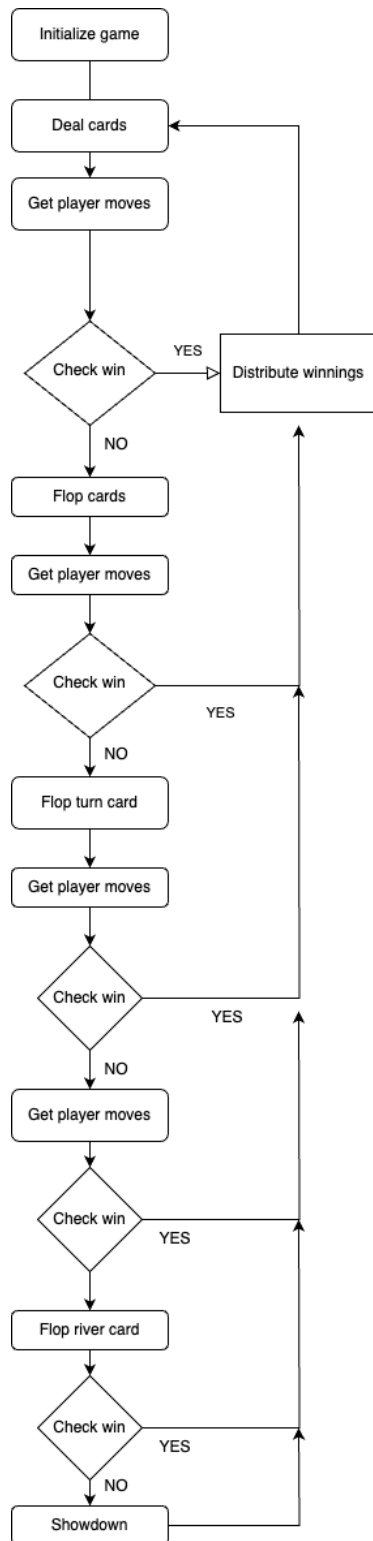 Initialize game
Deal cards
Get player moves
Check win
YES
Distribute winnings
NO
Flop cards
Get player moves
Check win
YES
NO
Flop turn card
Get player moves
Check win
YES
NO
Get player moves
Check win
YES
Flop river card
Check win
YES
NO
Showdown